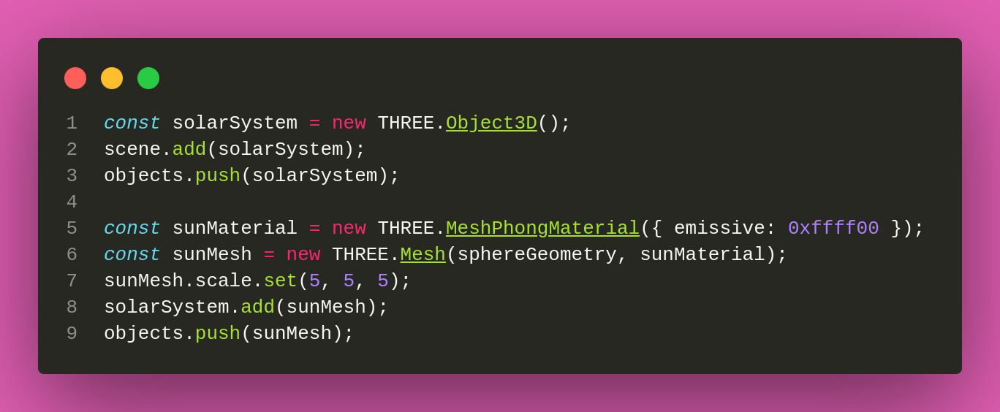 1 const solarSystem = new THREE.Object3D();
2 scene.add(solarSystem);
3 objects.push(solarSystem);
4
5 const sunMaterial = new THREE.MeshPhongMaterial({ emissive: 0xffff00 });
6 const sunMesh = new THREE.Mesh(sphereGeometry, sunMaterial);
7 sunMesh.scale.set(5, 5, 5);
8 solarSystem.add(sunMesh);
9 objects.push(sunMesh);